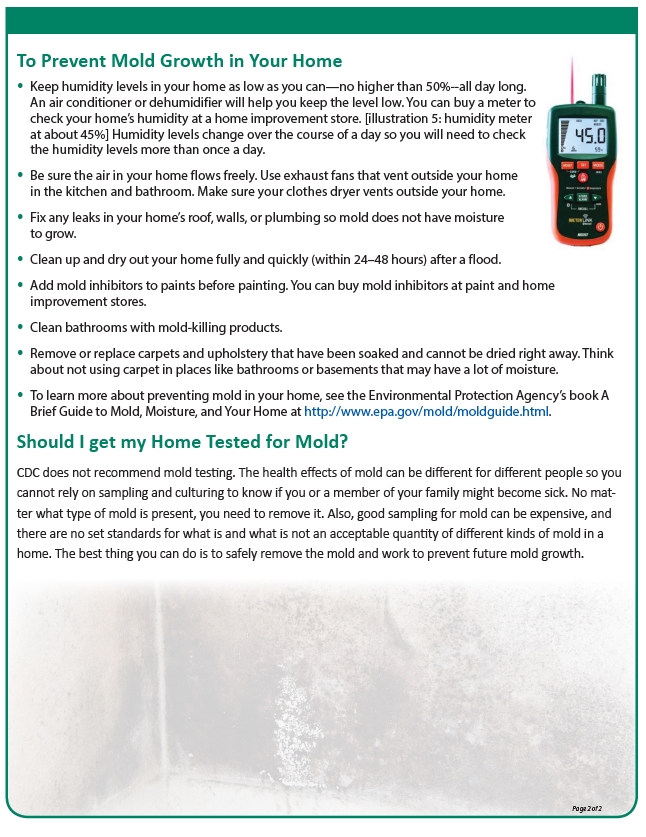 To Prevent Mold Growth in Your Home
• Keep humidity levels in your home as low as you can—no higher than 50%--all day long.
An air conditioner or dehumidifier will help you keep the level low. You can buy a meter to
check your home's humidity at a home improvement store. [illustration 5: humidity meter
at about 45%] Humidity levels change over the course of a day so you will need to check
the humidity levels more than once a day.
45.0
• Be sure the air in your home flows freely. Use exhaust fans that vent outside your home
in the kitchen and bathroom. Make sure your clothes dryer vents outside your home.
• Fix any leaks in your home's roof, walls, or plumbing so mold does not have moisture
to grow.
• Clean up and dry out your home fully and quickly (within 24–48 hours) after a flood.
• Add mold inhibitors to paints before painting. You can buy mold inhibitors at paint and home
improvement stores.
• Clean bathrooms with mold-killing products.
• Remove or replace carpets and upholstery that have been soaked and cannot be dried right away. Think
about not using carpet in places like bathrooms or basements that may have a lot of moisture.
• To learn more about preventing mold in your home, see the Environmental Protection Agency's book A
Brief Guide to Mold, Moisture, and Your Home at http://www.epa.gov/mold/moldguide.html.
Should I get my Home Tested for Mold?
CDC does not recommend mold testing. The health effects of mold can be different for different people so you
cannot rely on sampling and culturing to know if you or a member of your family might become sick. No mat-
ter what type of mold is present, you need to remove it. Also, good sampling for mold can be expensive, and
there are no set standards for what is and what is not an acceptable quantity of different kinds of mold in a
home. The best thing you can do is to safely remove the mold and work to prevent future mold growth.
Page 2 of 2